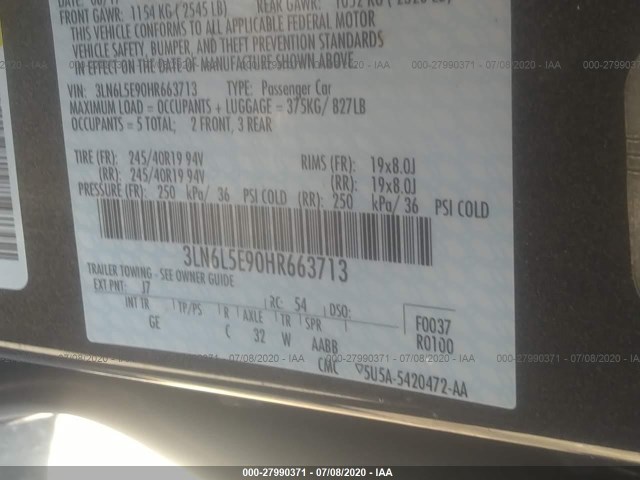 FRONT GAWR: 1154 KG ( 2545 LB)
THIS VEHICLE CONFORMS TO ALL APPLICABLE FEDERAL MOTOR
VEHICLE SAFETY, BUMPER, AND THEFT PREVENTION STANDARDS
IN EFFECT ON THE DATE OF MANUFACTURE SHOWN ABOVE.
VIN: 3LN6L5E90HR663713 TYPE: Passenger Car
MAXIMUM LOAD = OCCUPANTS + LUGGAGE = 375KG/ 827LB
OCCUPANTS = 5 TOTAL; 2 FRONT, 3 REAR
TIRE (FR): 245/40R19 94V RIMS (FR): 19x8.0J
(RR): 245/40R19 94V (RR): 19x8.0J
PRESSURE (FR): 250 kPa/ 36 PSI COLD (RR): 250 kPa/ 36 PSI COLD
3LN6L5E90HR663713
TRAILER TOWING - SEE OWNER GUIDE
EXT PNT: J7 RC: 54 DSO:
INT TR TP/PS R AXLE TR SPR F0037
GE C 32 W AABB R0100
CMC SU5A-5420472-AA
000-27990371 - 07/08/2020 - IAA